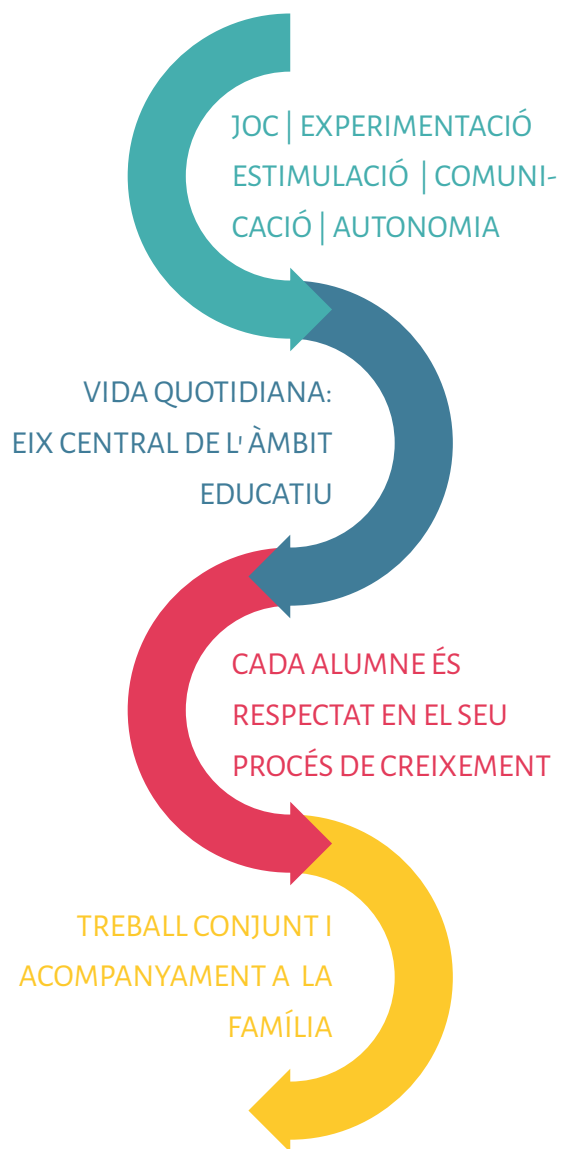 JOC | EXPERIMENTACIÓ
ESTIMULACIÓ | COMUNI-
CACIÓ | AUTONOMIA
VIDA QUOTIDIANA:
EIX CENTRAL DE L' ÀMBIT
EDUCATIU
CADA ALUMNE ÉS
RESPECTAT EN EL SEU
PROCÉS DE CREIXEMENT
TREBALL CONJUNT I
ACOMPANYAMENT A LA
FAMÍLIA